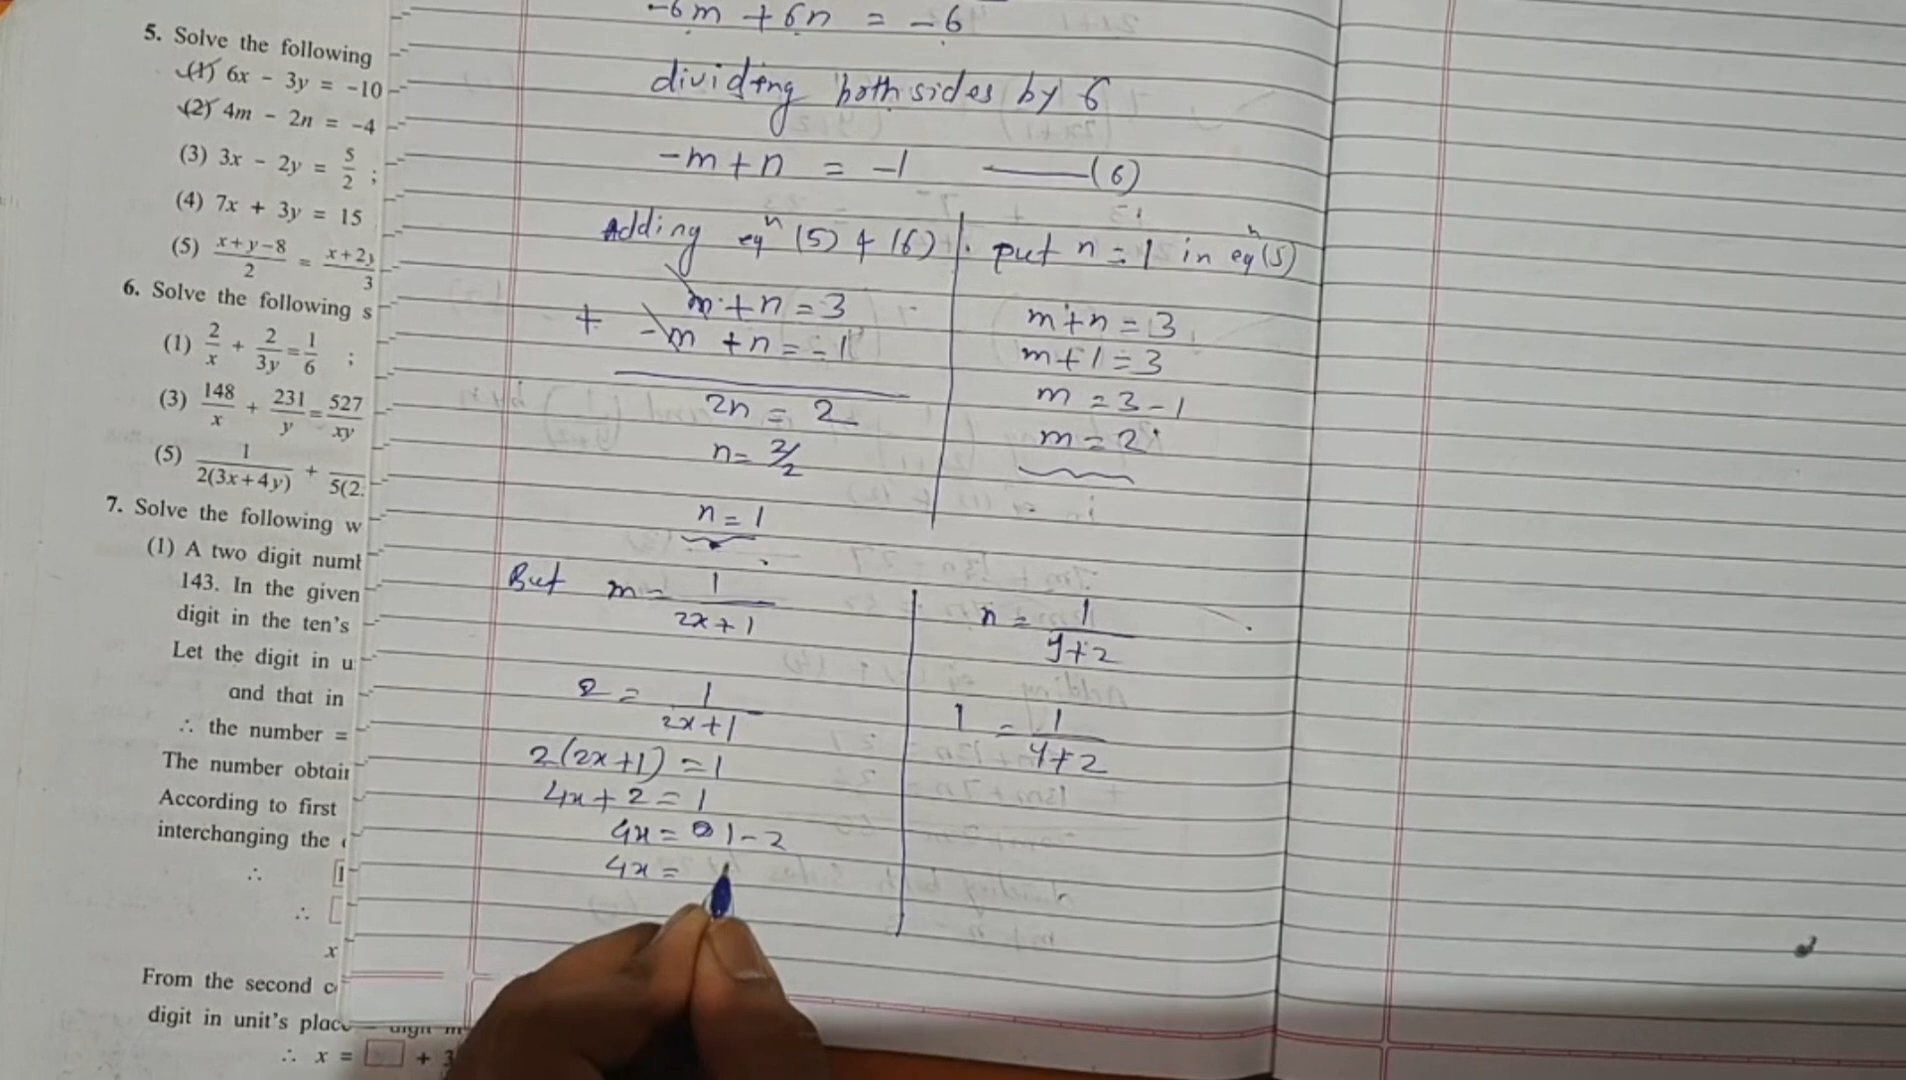 5. Solve the following
(1) 6x - 3y = -10
(2) 4m - 2n = -4
(3) 3x - 2y = 5/2 ;
(4) 7x + 3y = 15
(5) x+y-8/2 = x+2y/3
6. Solve the following s
(1) 2/x + 2/3y = 1/6 ;
(3) 148/x + 231/y = 527/xy
(5) 1/2(3x+4y) + 5(2
7. Solve the following w
(1) A two digit numb
143. In the given
digit in the ten's
Let the digit in u
and that in
∴ the number =
The number obtain
According to first
interchanging the
∴
∴
x
From the second c
digit in unit's place
∴ x = + 3
-6m + 6n = -6
dividing both sides by 6
-m + n = -1 ——(6)
Adding eqn (5) & (6)
m + n = 3
+ -m + n = -1
2n = 2
n = 2/2
n = 1
put n = 1 in eqn (5)
m + n = 3
m + 1 = 3
m = 3 - 1
m = 2
But m = 1/2x + 1
2 = 1/2x + 1
2(2x + 1) = 1
4x + 2 = 1
4x = 1 - 2
4x =
n = 1/y + 2
1 = 1/y + 2